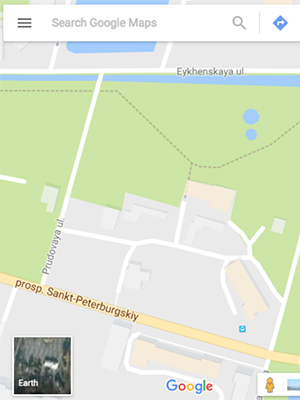 Search Google Maps
Eykhenskaya ul.
Prudovaya ul.
prosp. Sankt-Peterburgskiy
Earth
Google